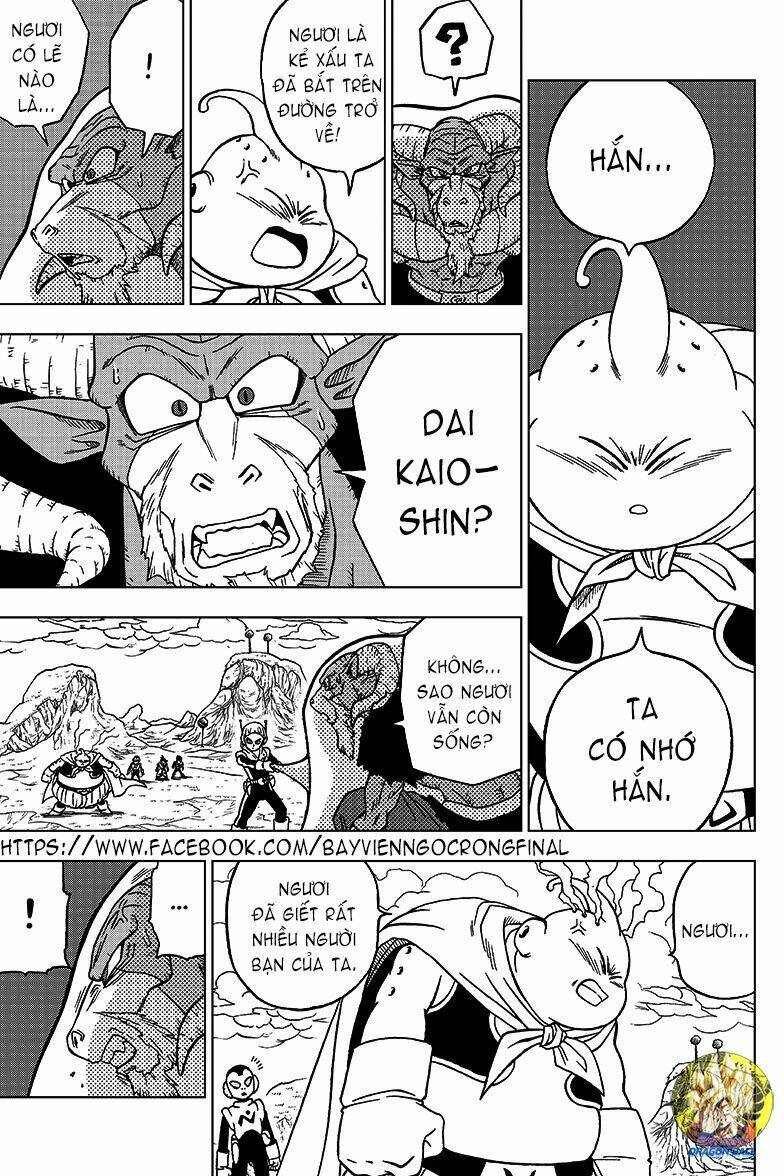 HẮN...
TA
CÓ NHỚ
HẮN.
?
NGƯƠI LÀ
KẺ XẤU TA
ĐÃ BẮT TRÊN
ĐƯỜNG TRỞ
VỀ!
!
NGƯƠI
CÓ LẼ
NÀO
LÀ...
DAI
KAIO-
SHIN?
KHÔNG...
SAO NGƯƠI
VẪN CÒN
SỐNG?
HTTPS://WWW.FACEBOOK.COM/BAYVIENNGOCRONGFINAL
NGƯƠI...
NGƯƠI
ĐÃ GIẾT RẤT
NHIỀU NGƯỜI
BẠN CỦA TA.
...
!
DRAGON BALL